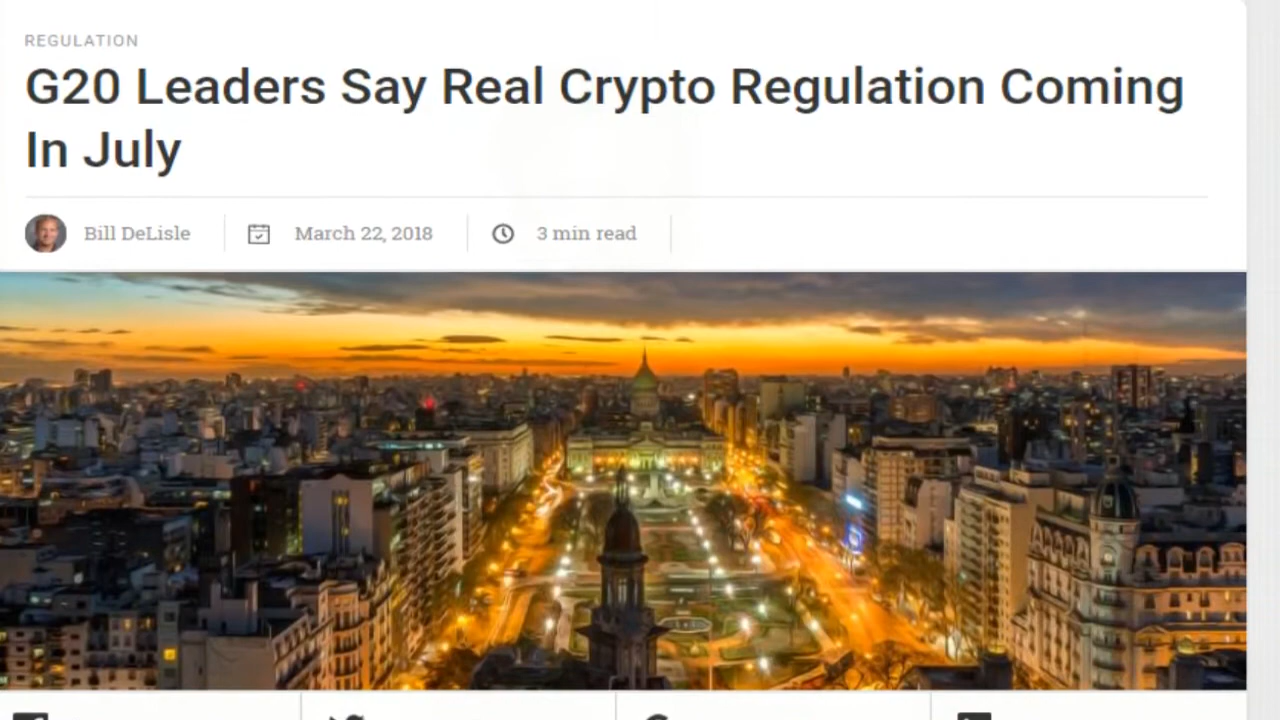 REGULATION
G20 Leaders Say Real Crypto Regulation Coming
In July
Bill DeLisle
March 22, 2018
3 min read